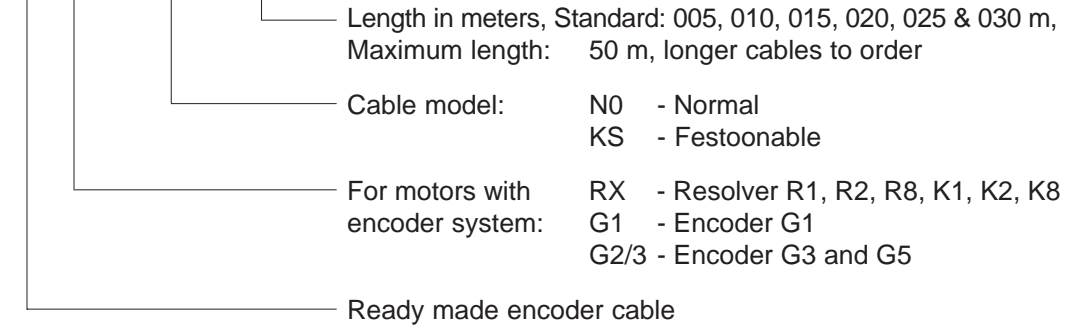 Length in meters, Standard: 005, 010, 015, 020, 025 & 030 m,
Maximum length: 50 m, longer cables to order
Cable model: N0 - Normal
KS - Festoonable
For motors with RX - Resolver R1, R2, R8, K1, K2, K8
encoder system: G1 - Encoder G1
G2/3 - Encoder G3 and G5
Ready made encoder cable